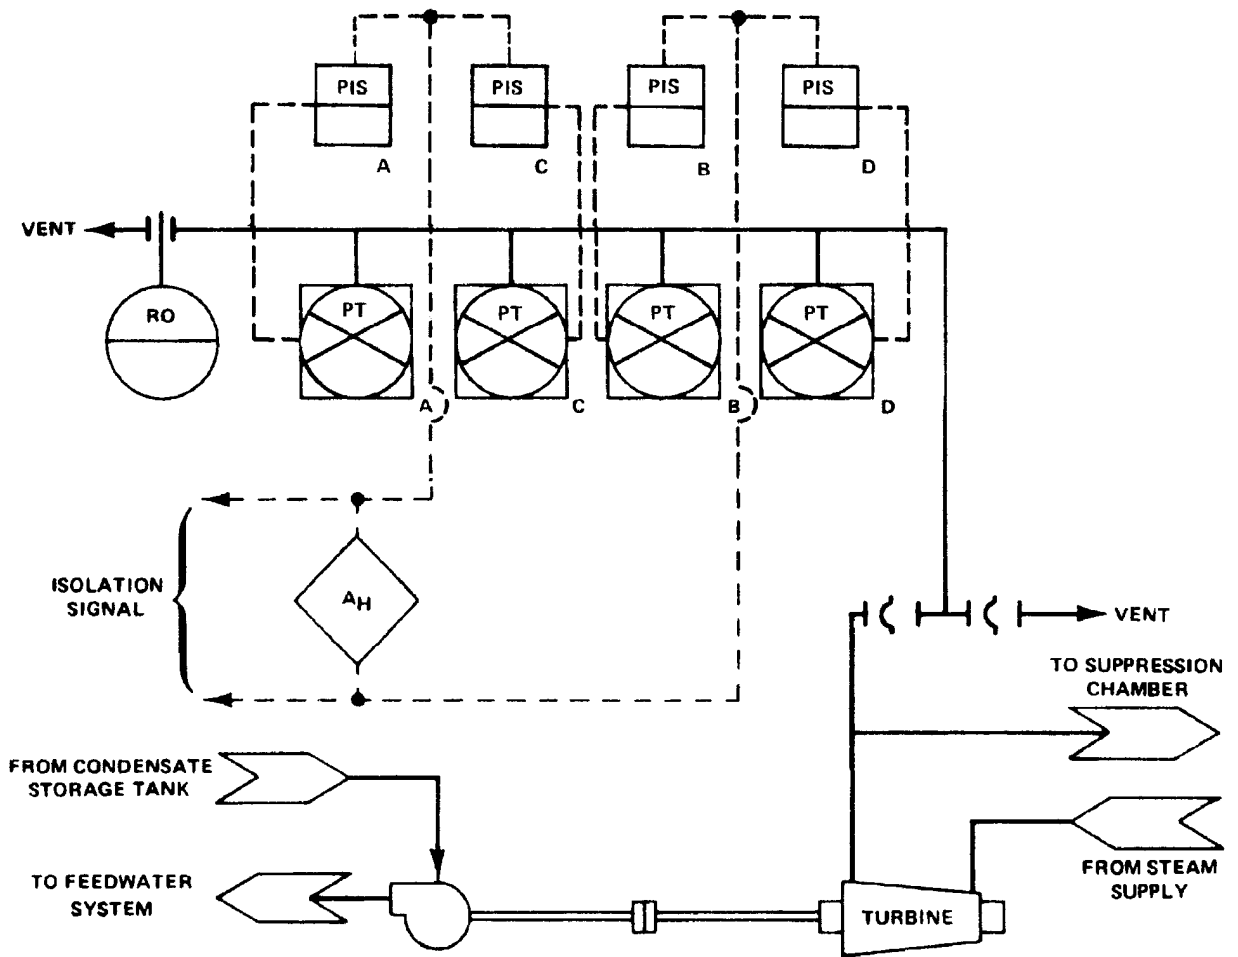 PIS
PIS
PIS
PIS
A
C
B
D
VENT
RO
PT
PT
PT
PT
A
C
B
D
ISOLATION
SIGNAL
AH
VENT
TO SUPPRESSION
CHAMBER
FROM CONDENSATE
STORAGE TANK
FROM STEAM
SUPPLY
TO FEEDWATER
SYSTEM
TURBINE